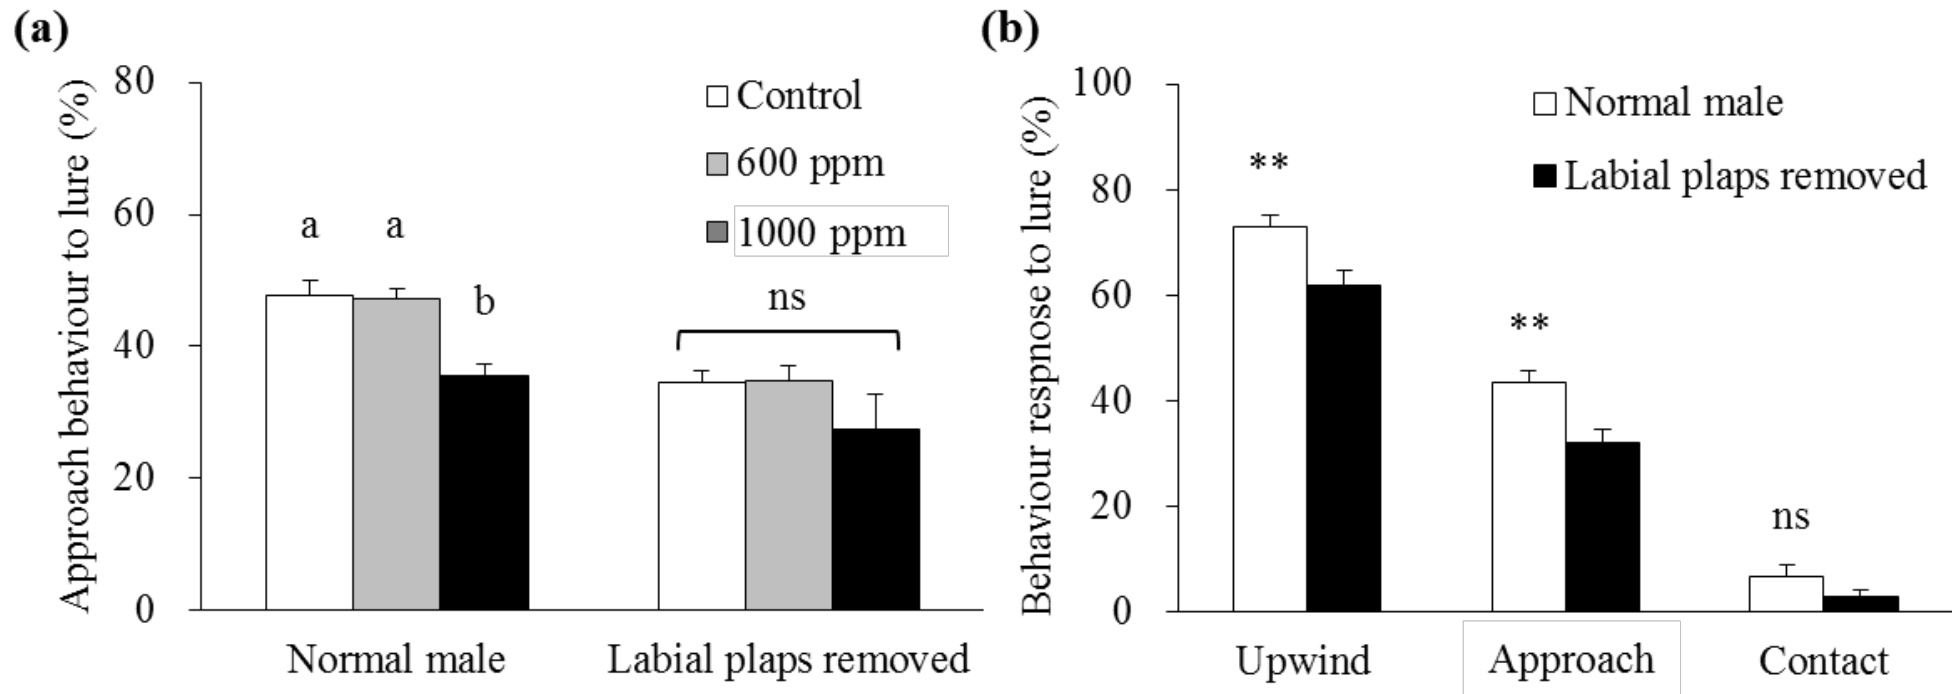 (a)
Approach behaviour to lure (%)
80
60
40
20
0
Control
600 ppm
1000 ppm
a
a
b
ns
Normal male
Labial plaps removed
(b)
Behaviour respnose to lure (%)
100
80
60
40
20
0
Normal male
Labial plaps removed
**
**
ns
Upwind
Approach
Contact